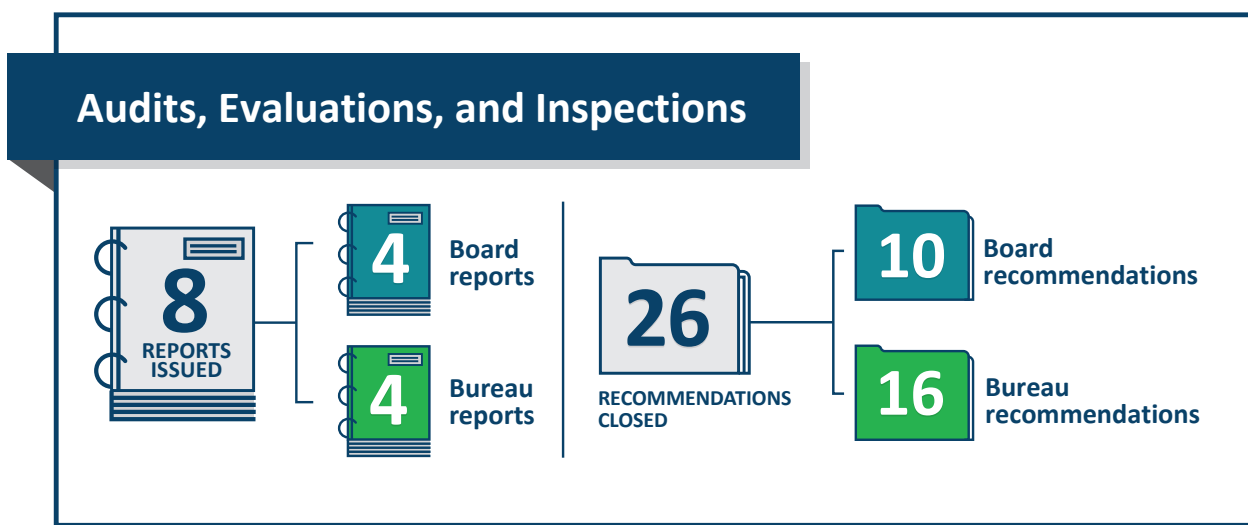 Audits, Evaluations, and Inspections
8
REPORTS
ISSUED
4
Board
reports
4
Bureau
reports
26
RECOMMENDATIONS
CLOSED
10
Board
recommendations
16
Bureau
recommendations